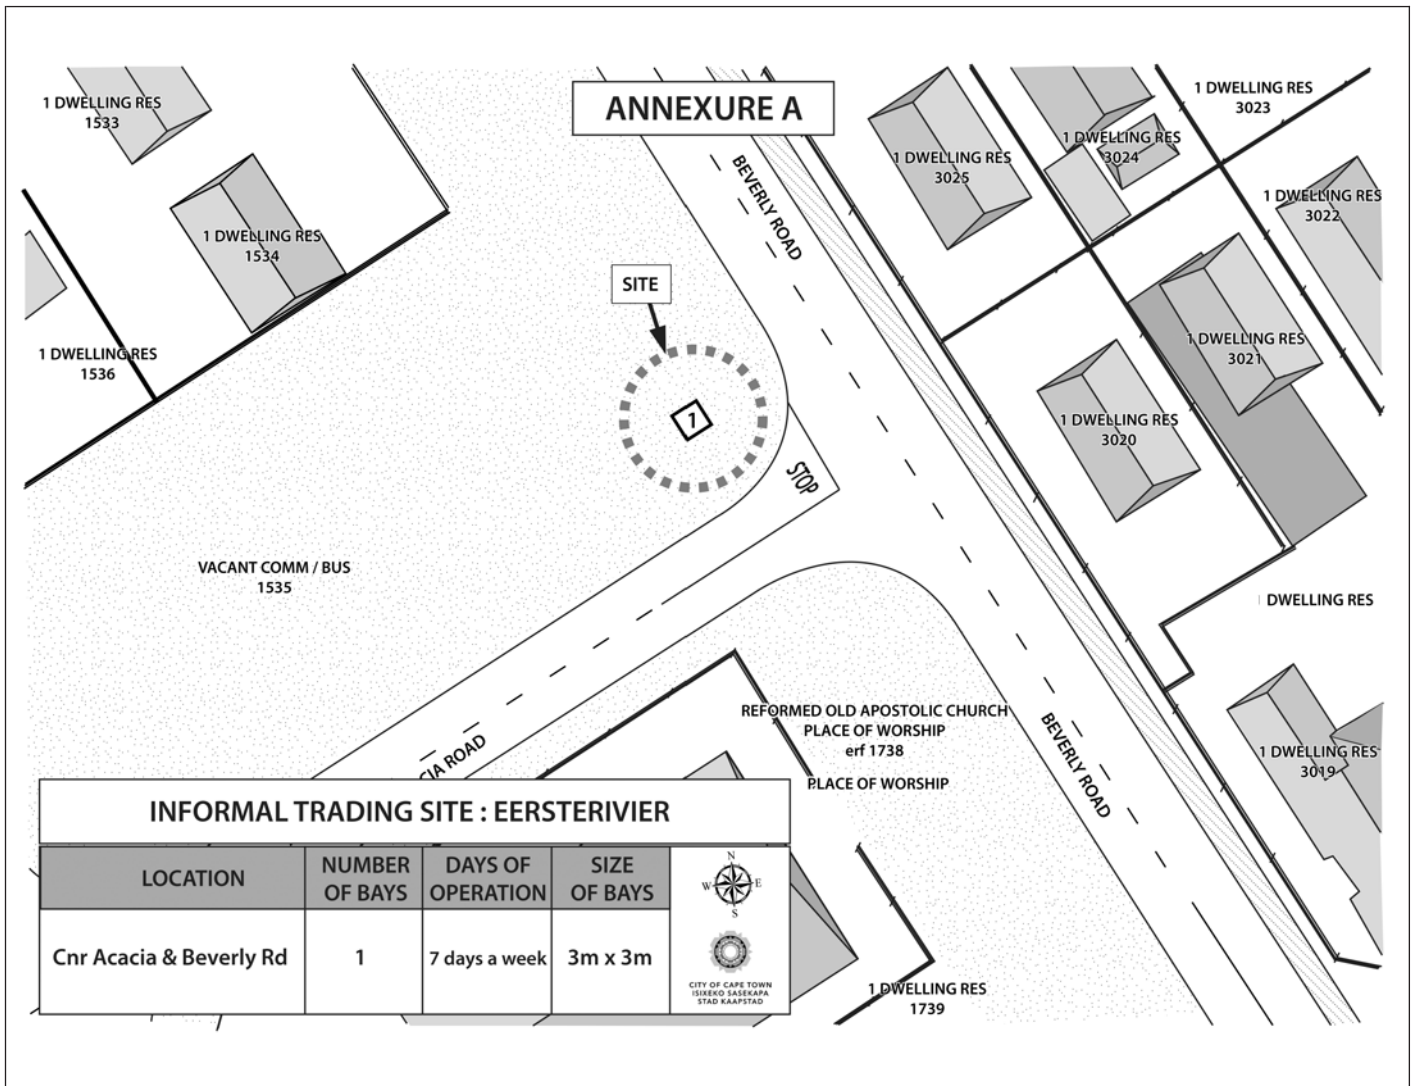 ANNEXURE A
1 DWELLING RES
1533
1 DWELLING RES
1534
1 DWELLING RES
1536
SITE
1
STOP
BEVERLY ROAD
1 DWELLING RES
3025
1 DWELLING RES
3024
1 DWELLING RES
3023
1 DWELLING RES
3022
1 DWELLING RES
3021
1 DWELLING RES
3020
DWELLING RES
1 DWELLING RES
3019
VACANT COMM / BUS
1535
REFORMED OLD APOSTOLIC CHURCH
PLACE OF WORSHIP
erf 1738
PLACE OF WORSHIP
BEVERLY ROAD
CIA ROAD
1 DWELLING RES
1739
INFORMAL TRADING SITE : EERSTERIVIER
LOCATION
NUMBER
OF BAYS
DAYS OF
OPERATION
SIZE
OF BAYS
Cnr Acacia & Beverly Rd
1
7 days a week
3m x 3m
N
W E
S
CITY OF CAPE TOWN
ISIXEKO SASEKAPA
STAD KAAPSTAD